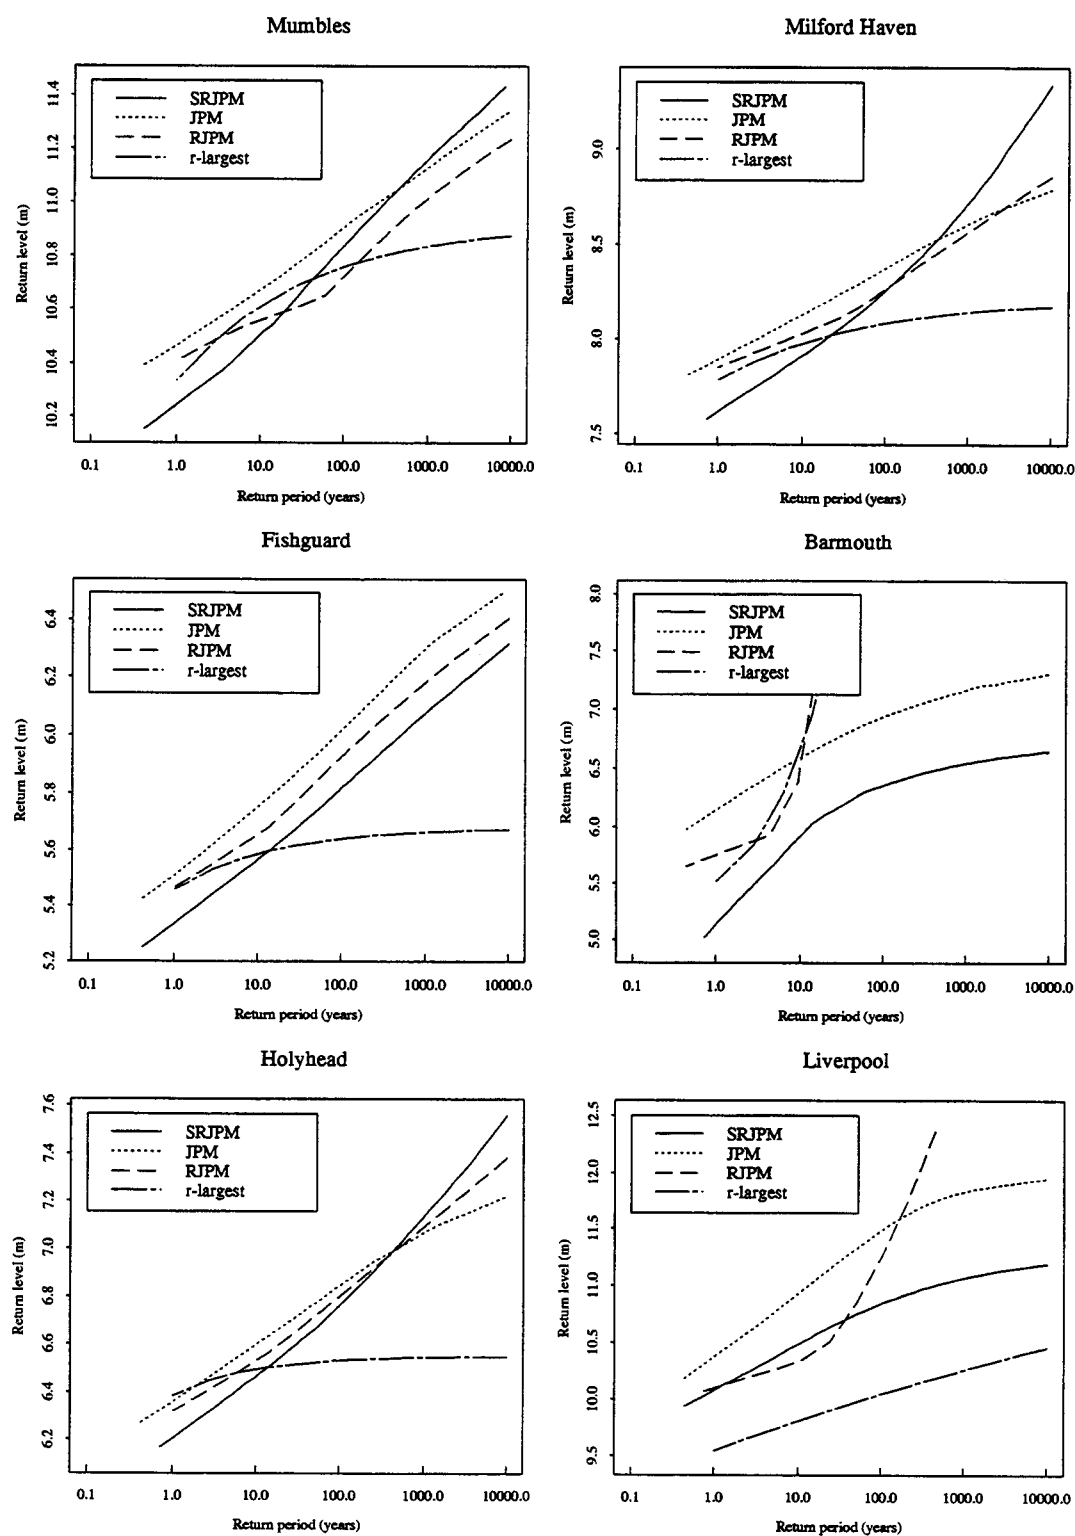 Mumbles
11.4
11.2
11.0
10.8
10.6
10.4
10.2
Return level (m)
SRJPM
JPM
RJPM
r-largest
0.1 1.0 10.0 100.0 1000.0 10000.0
Return period (years)
Milford Haven
9.0
8.5
8.0
7.5
Return level (m)
SRJPM
JPM
RJPM
r-largest
0.1 1.0 10.0 100.0 1000.0 10000.0
Return period (years)
Fishguard
6.4
6.2
6.0
5.8
5.6
5.4
5.2
Return level (m)
SRJPM
JPM
RJPM
r-largest
0.1 1.0 10.0 100.0 1000.0 10000.0
Return period (years)
Barmouth
8.0
7.5
7.0
6.5
6.0
5.5
5.0
Return level (m)
SRJPM
JPM
RJPM
r-largest
0.1 1.0 10.0 100.0 1000.0 10000.0
Return period (years)
Holyhead
7.6
7.4
7.2
7.0
6.8
6.6
6.4
6.2
Return level (m)
SRJPM
JPM
RJPM
r-largest
0.1 1.0 10.0 100.0 1000.0 10000.0
Return period (years)
Liverpool
12.5
12.0
11.5
11.0
10.5
10.0
9.5
Return level (m)
SRJPM
JPM
RJPM
r-largest
0.1 1.0 10.0 100.0 1000.0 10000.0
Return period (years)